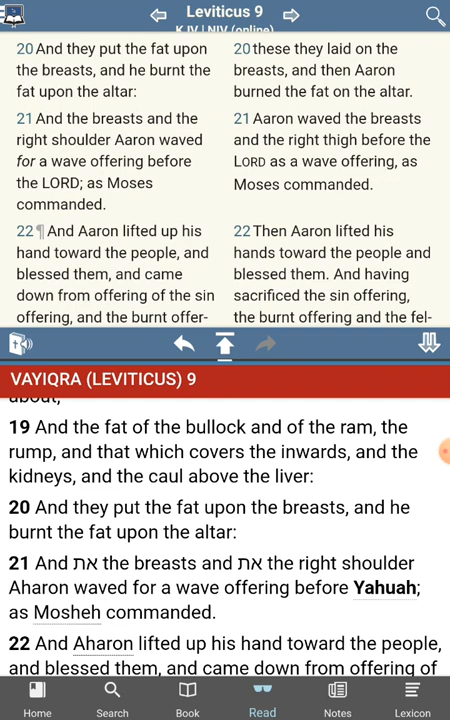 Leviticus 9
KJV | NIV (online)
20 And they put the fat upon
the breasts, and he burnt the
fat upon the altar:
21 And the breasts and the
right shoulder Aaron waved
for a wave offering before
the LORD; as Moses
commanded.
22 ¶ And Aaron lifted up his
hand toward the people, and
blessed them, and came
down from offering of the sin
offering, and the burnt offer-
20 these they laid on the
breasts, and then Aaron
burned the fat on the altar.
21 Aaron waved the breasts
and the right thigh before the
LORD as a wave offering, as
Moses commanded.
22 Then Aaron lifted his
hands toward the people and
blessed them. And having
sacrificed the sin offering,
the burnt offering and the fel-
VAYIQRA (LEVITICUS) 9
about;
19 And the fat of the bullock and of the ram, the
rump, and that which covers the inwards, and the
kidneys, and the caul above the liver:
20 And they put the fat upon the breasts, and he
burnt the fat upon the altar:
21 And את the breasts and את the right shoulder
Aharon waved for a wave offering before Yahuah;
as Mosheh commanded.
22 And Aharon lifted up his hand toward the people,
and blessed them, and came down from offering of
Home
Search
Book
Read
Notes
Lexicon